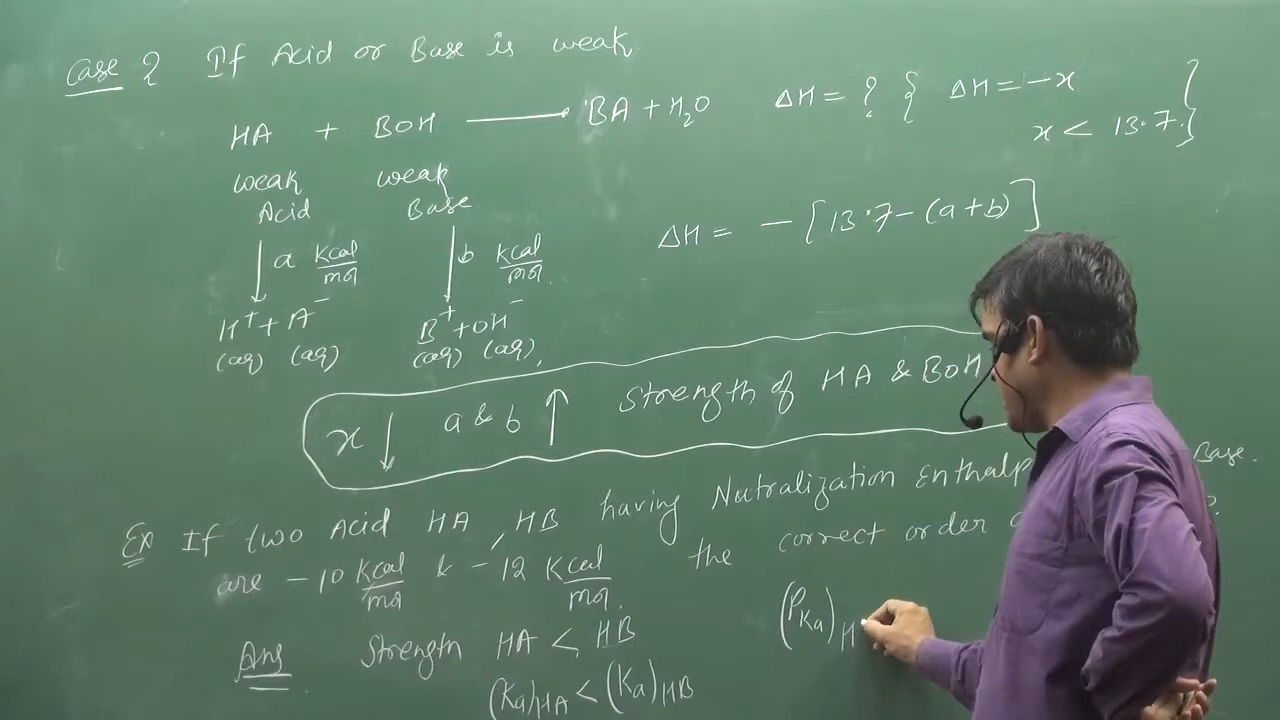 Case 2 If Acid or Base is weak
HA + BOH ⟶ BA + H₂O ΔH = ? { ΔH = -x
x < 13.7 }
weak weak
Acid Base
ΔH = -[13.7-(a+b)]
↓ a Kcal/mol ↓ b Kcal/mol.
H⁺ + A⁻ B⁺ + OH⁻
(aq) (aq) (aq) (aq),
x ↓ a & b ↑ Strength of HA & BOH
Ex If two Acid HA, HB having Nutralization Enthalp Base.
are -10 Kcal/mol & -12 Kcal/mol. the correct order ?
Ans Strength HA < HB (PKa)H
(Ka)HA < (Ka)HB